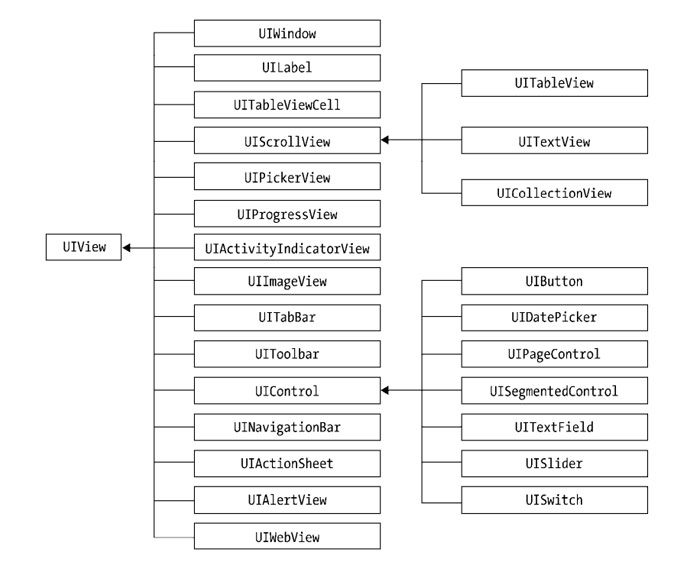 UIView
UIWindow
UILabel
UITableViewCell
UIScrollView
UIPickerView
UIProgressView
UIActivityIndicatorView
UIImageView
UITabBar
UIToolbar
UIControl
UINavigationBar
UIActionSheet
UIAlertView
UIWebView
UITableView
UITextView
UICollectionView
UIButton
UIDatePicker
UIPageControl
UISegmentedControl
UITextField
UISlider
UISwitch